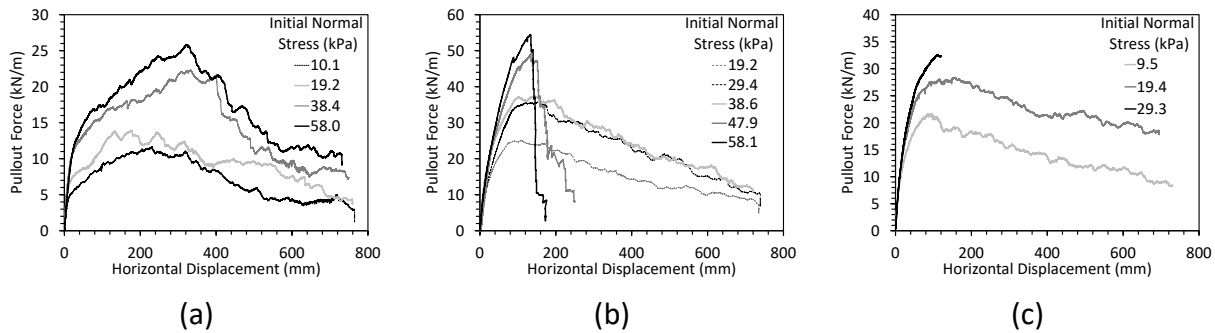 Initial Normal
Stress (kPa)
10.1
19.2
38.4
58.0
Pullout Force (kN/m)
30
25
20
15
10
5
0
0 200 400 600 800
Horizontal Displacement (mm)
(a)
Initial Normal
Stress (kPa)
19.2
29.4
38.6
47.9
58.1
Pullout Force (kN/m)
60
50
40
30
20
10
0
0 200 400 600 800
Horizontal Displacement (mm)
(b)
Initial Normal
Stress (kPa)
9.5
19.4
29.3
Pullout Force (kN/m)
40
35
30
25
20
15
10
5
0
0 200 400 600 800
Horizontal Displacement (mm)
(c)